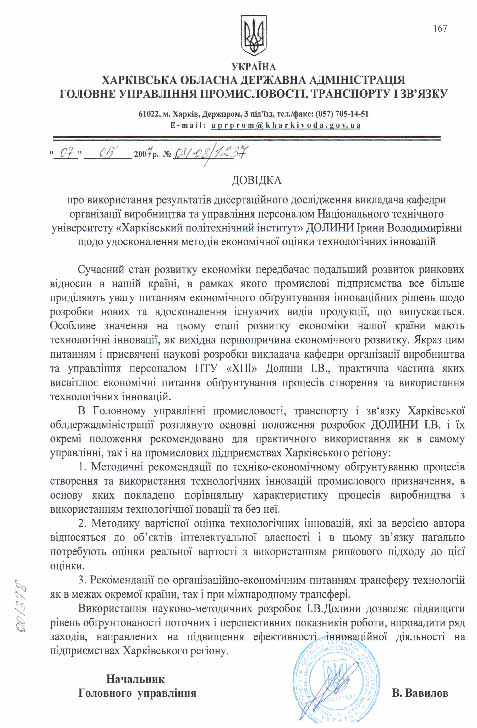 167
УКРАЇНА
ХАРКІВСЬКА ОБЛАСНА ДЕРЖАВНА АДМІНІСТРАЦІЯ
ГОЛОВНЕ УПРАВЛІННЯ ПРОМИСЛОВОСТІ, ТРАНСПОРТУ І ЗВ'ЯЗКУ
61022, м. Харків, Держпром, 3 під'їзд, тел./факс: (057) 705-14-51
E-mail: uprprom@kharkivoda.gov.ua
"07" 05 2007р. №
ДОВІДКА
про використання результатів дисертаційного дослідження викладача кафедри
організації виробництва та управління персоналом Національного технічного
університету «Харківський політехнічний інститут» ДОЛИНИ Ірини Володимирівни
щодо удосконалення методів економічної оцінки технологічних інновацій
Сучасний стан розвитку економіки передбачає подальший розвиток ринкових
відносин в нашій країні, в рамках якого промислові підприємства все більше
приділяють увагу питанням економічного обґрунтування інноваційних рішень щодо
розробки нових та вдосконалення існуючих видів продукції, що випускається.
Особливе значення на цьому етапі розвитку економіки нашої країни мають
технологічні інновації, як вихідна першопричина економічного розвитку. Якраз цим
питанням і присвячені наукові розробки викладача кафедри організації виробництва
та управління персоналом НТУ «ХПІ» Долини І.В., практична частина яких
висвітлює економічні питання обґрунтування процесів створення та використання
технологічних інновацій.
В Головному управлінні промисловості, транспорту і зв'язку Харківської
облдержадміністрації розглянуто основні положення розробок ДОЛИНИ І.В. і їх
окремі положення рекомендовано для практичного використання як в самому
управлінні, так і на промислових підприємствах Харківського регіону:
1. Методичні рекомендації по техніко-економічному обґрунтуванню процесів
створення та використання технологічних інновацій промислового призначення, в
основу яких покладено порівняльну характеристику процесів виробництва з
використанням технологічної новації та без неї.
2. Методику вартісної оцінка технологічних інновацій, які за версією автора
відносяться до об'єктів інтелектуальної власності і в цьому зв'язку нагально
потребують оцінки реальної вартості з використанням ринкового підходу до цієї
оцінки.
3. Рекомендації по організаційно-економічним питанням трансферу технологій
як в межах окремої країни, так і при міжнародному трансфері.
Використання науково-методичних розробок І.В.Долини дозволяє підвищити
рівень обґрунтованості поточних і перспективних показників роботи, впровадити ряд
заходів, направлених на підвищення ефективності інноваційної діяльності на
підприємствах Харківського регіону.
Начальник
Головного управління В. Вавилов